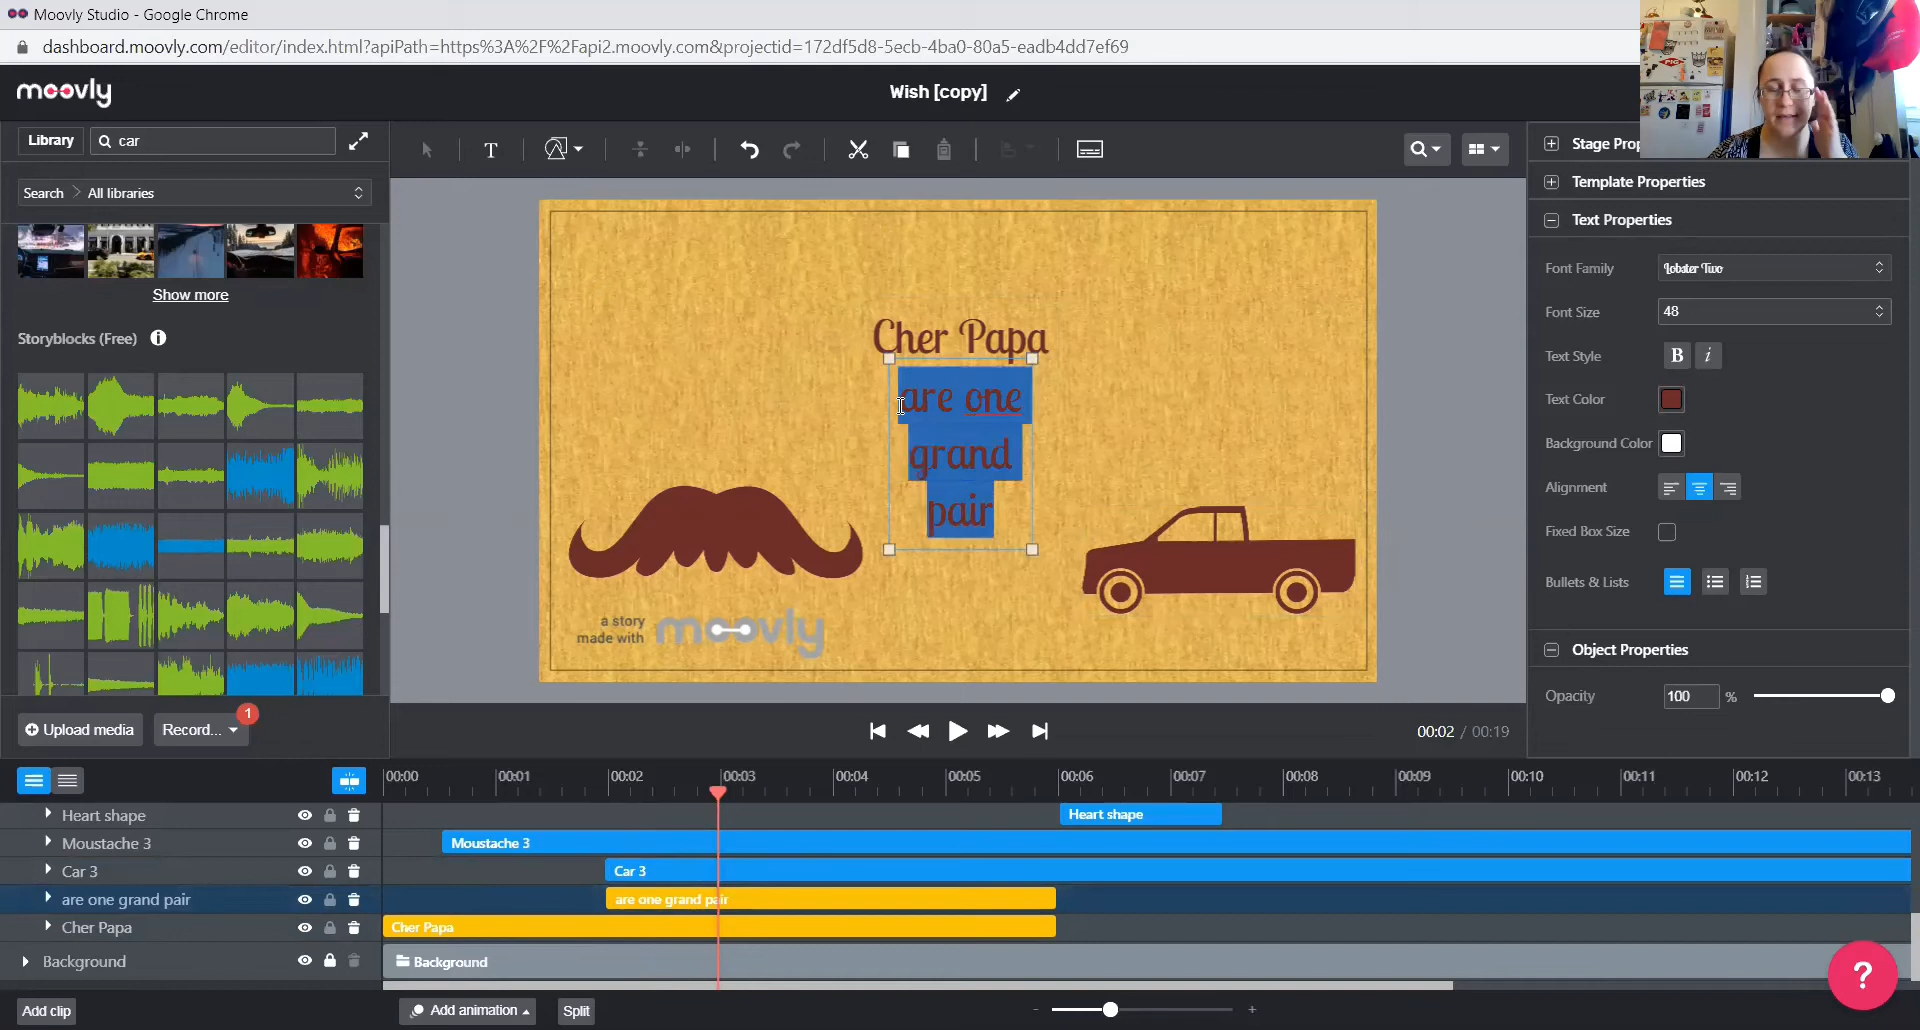 Moovly Studio - Google Chrome
dashboard.moovly.com/editor/index.html?apiPath=https%3A%2F%2Fapi2.moovly.com&projectid=172df5d8-5ecb-4ba0-80a5-eadb4dd7ef69
moovly
Wish [copy]
Library
car
T
Stage Prop
Search > All libraries
Template Properties
Text Properties
Show more
Font Family
Lobster Two
Storyblocks (Free)
Font Size
48
Cher Papa
Text Style
B
i
are one
Text Color
grand
Background Color
Alignment
pair
Fixed Box Size
Bullets & Lists
a story
made with
moovly
Object Properties
Opacity
100
%
Upload media
Record...
1
00:02 / 00:19
00:00
00:01
00:02
00:03
00:04
00:05
00:06
00:07
00:08
00:09
00:10
00:11
00:12
00:13
Heart shape
Heart shape
Moustache 3
Moustache 3
Car 3
Car 3
are one grand pair
are one grand pair
Cher Papa
Cher Papa
Background
Background
?
Add clip
Add animation
Split
- +